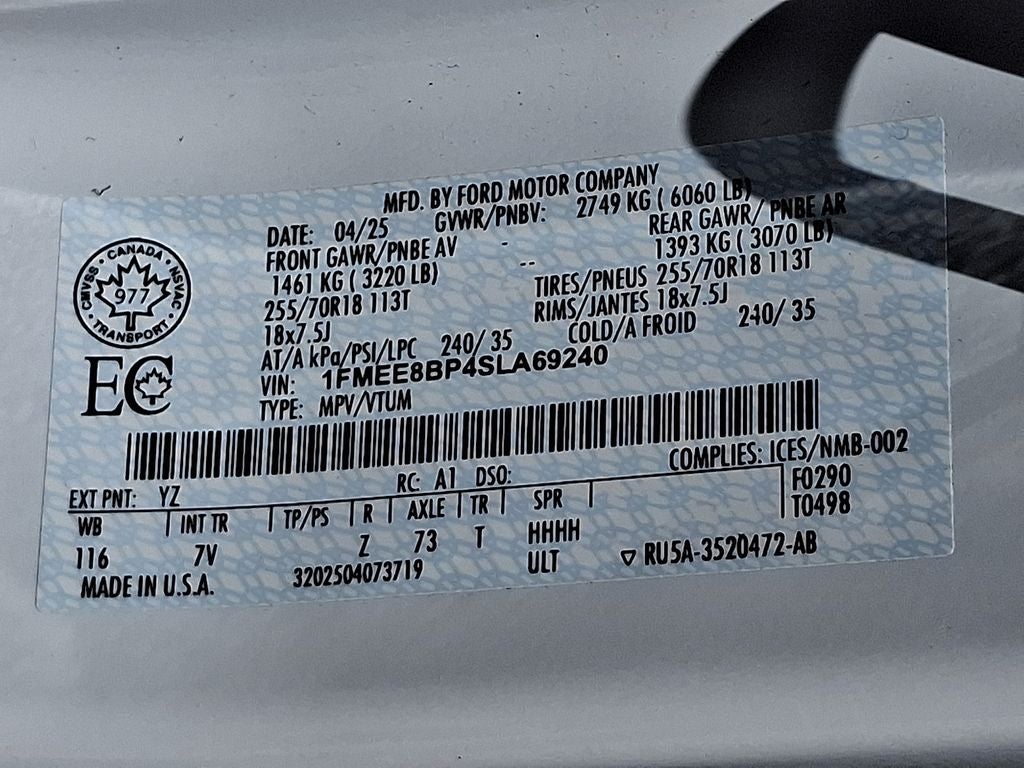 MFD. BY FORD MOTOR COMPANY
DATE: 04/25 GVWR/PNBV: 2749 KG ( 6060 LB)
FRONT GAWR/PNBE AV - REAR GAWR/ PNBE AR
1461 KG ( 3220 LB) -- 1393 KG ( 3070 LB)
255/70R18 113T TIRES/PNEUS 255/70R18 113T
18x7.5J RIMS/JANTES 18x7.5J
AT/A kPa/PSI/LPC 240/ 35 COLD/A FROID 240/ 35
VIN: 1FMEE8BP4SLA69240
TYPE: MPV/VTUM
CANADA
NSVAC · SVNMA
977
TRANSPORT
EC
RC: A1 DSO: COMPLIES: ICES/NMB-002
EXT PNT: YZ F0290
WB INT TR TP/PS R AXLE TR SPR T0498
116 7V Z 73 T HHHH
ULT ▽ RU5A-3520472-AB
MADE IN U.S.A. 3202504073719